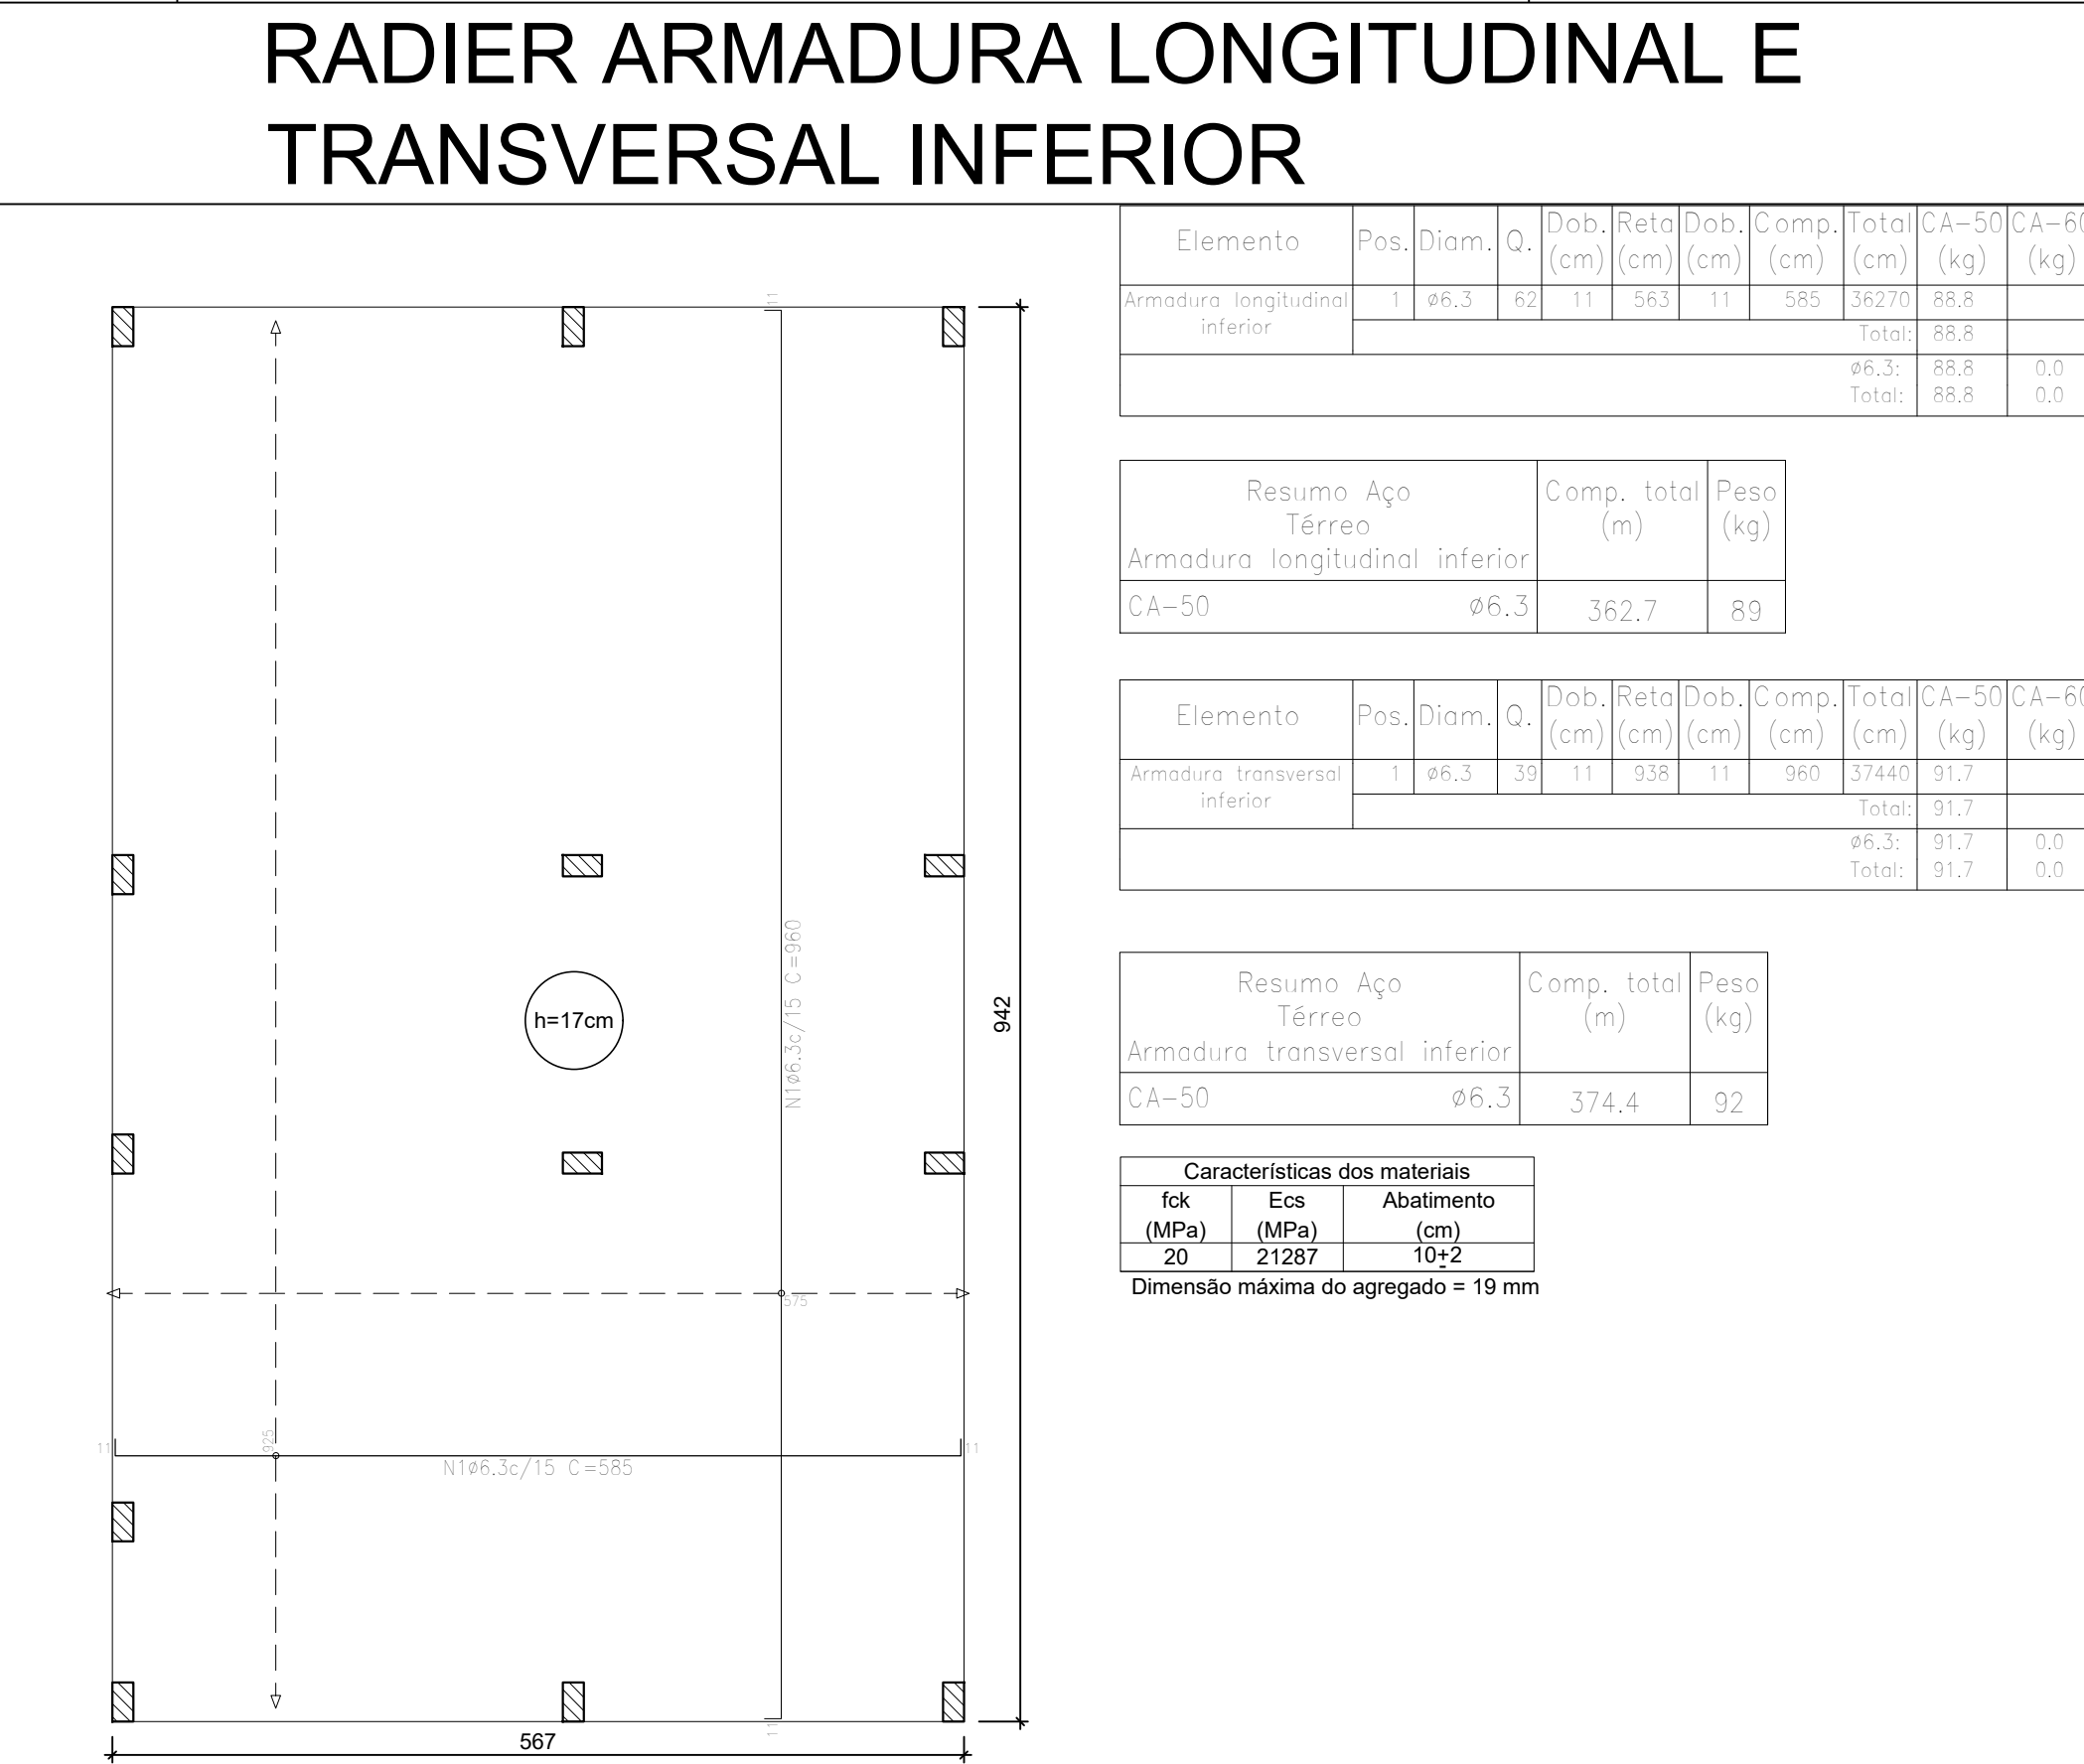 RADIER ARMADURA LONGITUDINAL E
TRANSVERSAL INFERIOR
Elemento Pos. Diam. Q. Dob. (cm) Reta (cm) Dob. (cm) Comp. (cm) Total (cm) CA-50 (kg) CA-60 (kg)
Armadura longitudinal inferior 1 ø6.3 62 11 563 11 585 36270 88.8
Total: 88.8
ø6.3: 88.8 0.0
Total: 88.8 0.0
Resumo Aço
Térreo
Armadura longitudinal inferior
Comp. total (m)
Peso (kg)
CA-50 ø6.3 362.7 89
Elemento Pos. Diam. Q. Dob. (cm) Reta (cm) Dob. (cm) Comp. (cm) Total (cm) CA-50 (kg) CA-60 (kg)
Armadura transversal inferior 1 ø6.3 39 11 938 11 960 37440 91.7
Total: 91.7
ø6.3: 91.7 0.0
Total: 91.7 0.0
Resumo Aço
Térreo
Armadura transversal inferior
Comp. total (m)
Peso (kg)
CA-50 ø6.3 374.4 92
Características dos materiais
fck (MPa) Ecs (MPa) Abatimento (cm)
20 21287 10±2
Dimensão máxima do agregado = 19 mm
11
N1ø6.3c/15 C=960
h=17cm
942
575
925
11
11
N1ø6.3c/15 C=585
11
567